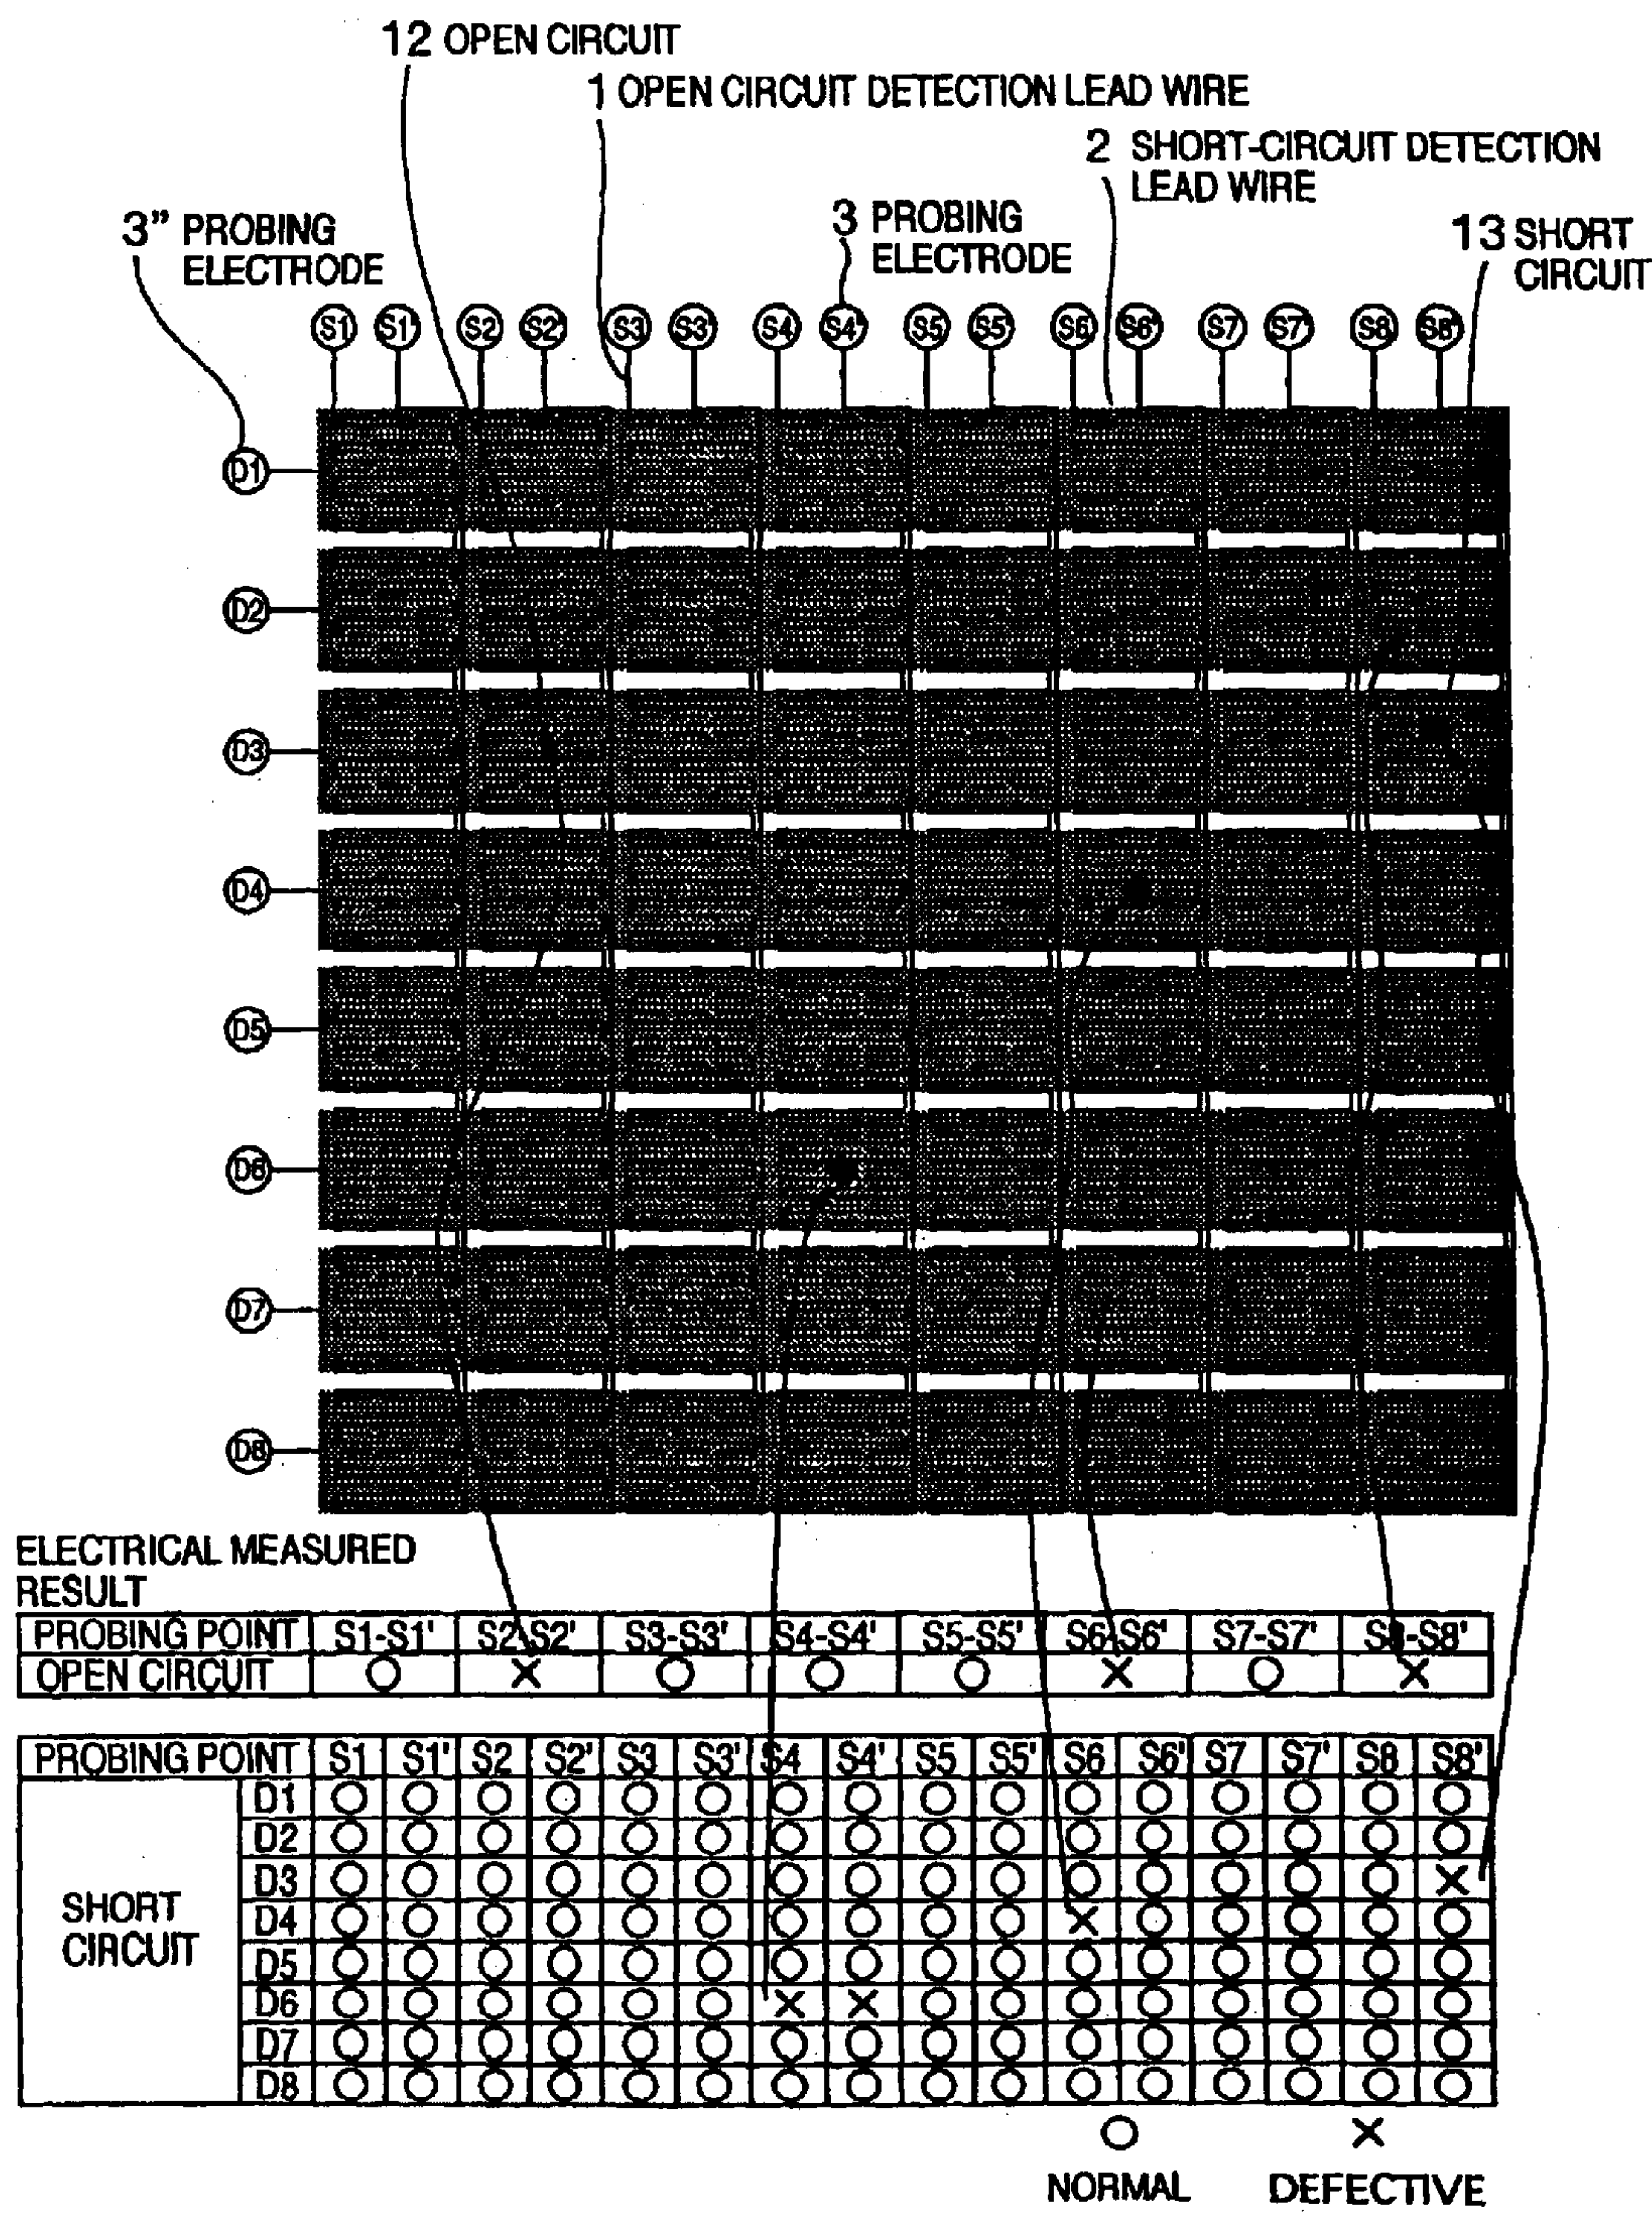 12 OPEN CIRCUIT
1 OPEN CIRCUIT DETECTION LEAD WIRE
2 SHORT-CIRCUIT DETECTION
LEAD WIRE
3" PROBING
ELECTRODE
3 PROBING
ELECTRODE
13 SHORT
CIRCUIT
S1 S1' S2 S2' S3 S3' S4 S4' S5 S5' S6 S6' S7 S7' S8 S8'
D1
D2
D3
D4
D5
D6
D7
D8
ELECTRICAL MEASURED
RESULT
PROBING POINT S1-S1' S2-S2' S3-S3' S4-S4' S5-S5' S6-S6' S7-S7' S8-S8'
OPEN CIRCUIT ○ × ○ ○ ○ × ○ ×
PROBING POINT S1 S1' S2 S2' S3 S3' S4 S4' S5 S5' S6 S6' S7 S7' S8 S8'
SHORT
CIRCUIT
D1 ○ ○ ○ ○ ○ ○ ○ ○ ○ ○ ○ ○ ○ ○ ○ ○
D2 ○ ○ ○ ○ ○ ○ ○ ○ ○ ○ ○ ○ ○ ○ ○ ○
D3 ○ ○ ○ ○ ○ ○ ○ ○ ○ ○ ○ ○ ○ ○ ○ ×
D4 ○ ○ ○ ○ ○ ○ ○ ○ ○ ○ × ○ ○ ○ ○ ○
D5 ○ ○ ○ ○ ○ ○ ○ ○ ○ ○ ○ ○ ○ ○ ○ ○
D6 ○ ○ ○ ○ ○ ○ × × ○ ○ ○ ○ ○ ○ ○ ○
D7 ○ ○ ○ ○ ○ ○ ○ ○ ○ ○ ○ ○ ○ ○ ○ ○
D8 ○ ○ ○ ○ ○ ○ ○ ○ ○ ○ ○ ○ ○ ○ ○ ○
○ ×
NORMAL DEFECTIVE